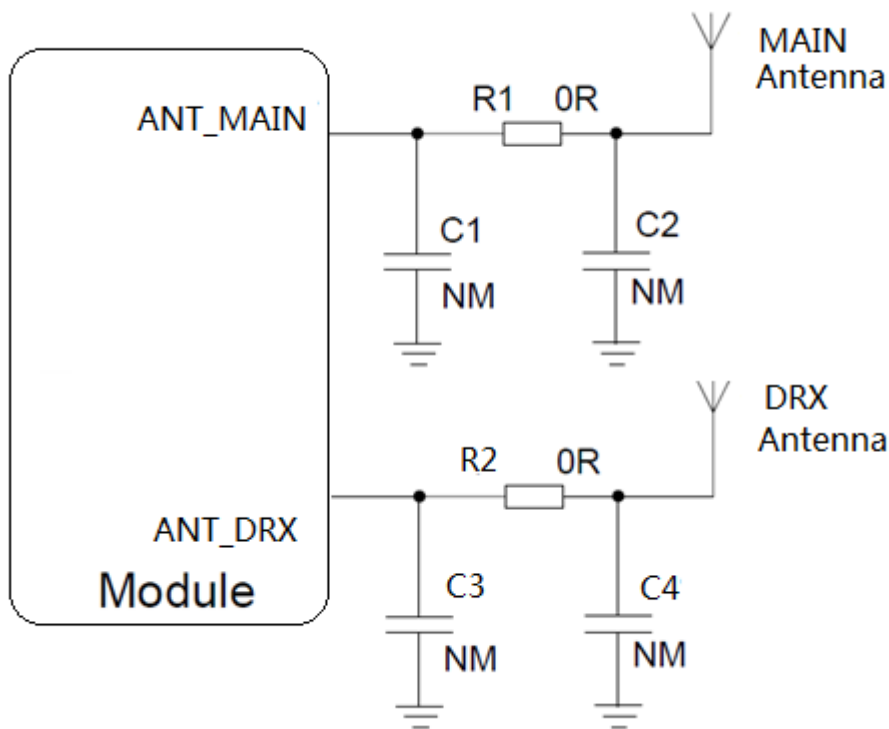 MAIN
Antenna
ANT_MAIN
R1 0R
C1
NM
C2
NM
DRX
Antenna
ANT_DRX
R2 0R
C3
NM
C4
NM
Module